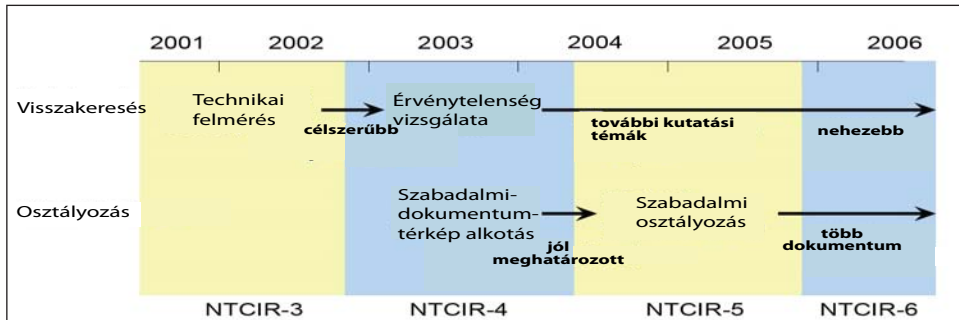 2001 2002 2003 2004 2005 2006
Visszakeresés
Technikai
felmérés
célszerűbb
Érvénytelenség
vizsgálata
további kutatási
témák
nehezebb
Osztályozás
Szabadalmi-
dokumentum-
térkép alkotás
jól
meghatározott
Szabadalmi
osztályozás
több
dokumentum
NTCIR-3 NTCIR-4 NTCIR-5 NTCIR-6